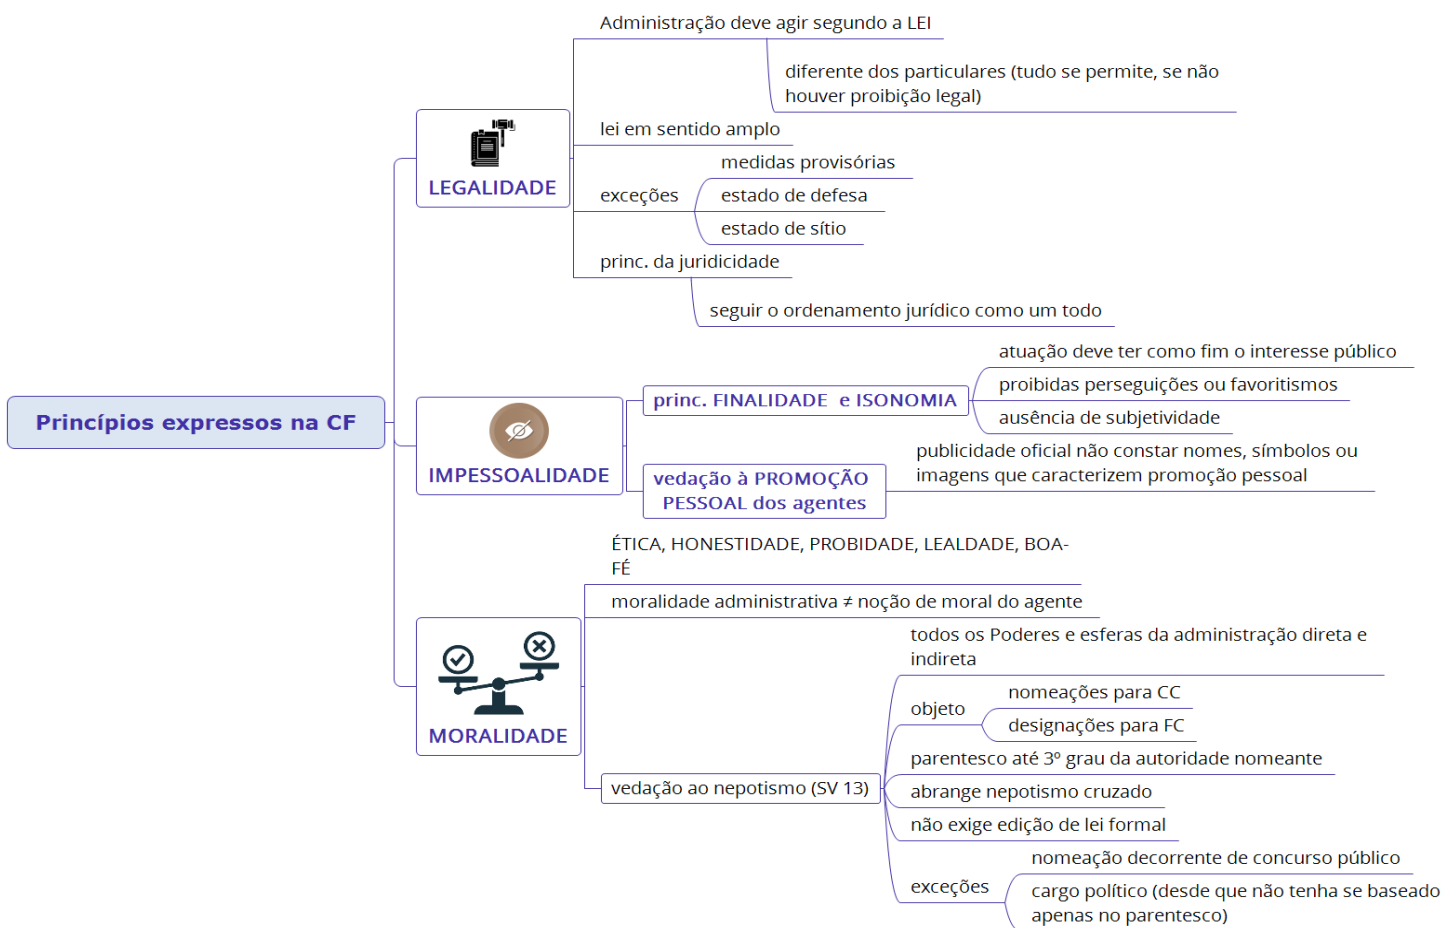 Princípios expressos na CF
LEGALIDADE
Administração deve agir segundo a LEI
diferente dos particulares (tudo se permite, se não
houver proibição legal)
lei em sentido amplo
exceções
medidas provisórias
estado de defesa
estado de sítio
princ. da juridicidade
seguir o ordenamento jurídico como um todo
IMPESSOALIDADE
princ. FINALIDADE e ISONOMIA
atuação deve ter como fim o interesse público
proibidas perseguições ou favoritismos
ausência de subjetividade
vedação à PROMOÇÃO
PESSOAL dos agentes
publicidade oficial não constar nomes, símbolos ou
imagens que caracterizem promoção pessoal
MORALIDADE
ÉTICA, HONESTIDADE, PROBIDADE, LEALDADE, BOA-
FÉ
moralidade administrativa ≠ noção de moral do agente
vedação ao nepotismo (SV 13)
todos os Poderes e esferas da administração direta e
indireta
objeto
nomeações para CC
designações para FC
parentesco até 3º grau da autoridade nomeante
abrange nepotismo cruzado
não exige edição de lei formal
exceções
nomeação decorrente de concurso público
cargo político (desde que não tenha se baseado
apenas no parentesco)